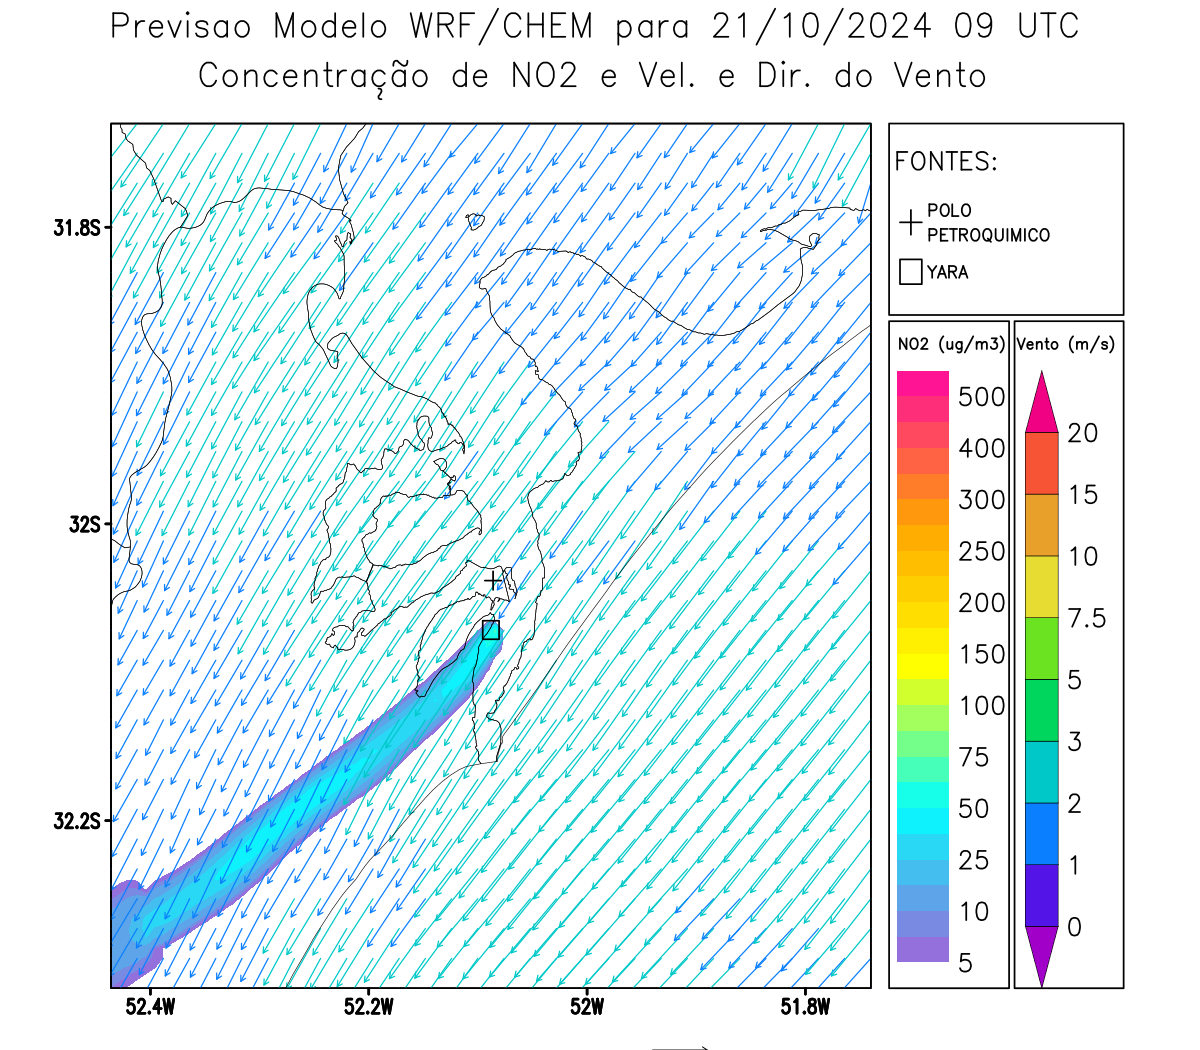 Previsao Modelo WRF/CHEM para 21/10/2024 09 UTC
Concentração de NO2 e Vel. e Dir. do Vento
FONTES:
POLO
PETROQUIMICO
YARA
31.8S
32S
32.2S
52.4W
52.2W
52W
51.8W
NO2 (ug/m3)
500
400
300
250
200
150
100
75
50
25
10
5
Vento (m/s)
20
15
10
7.5
5
3
2
1
0